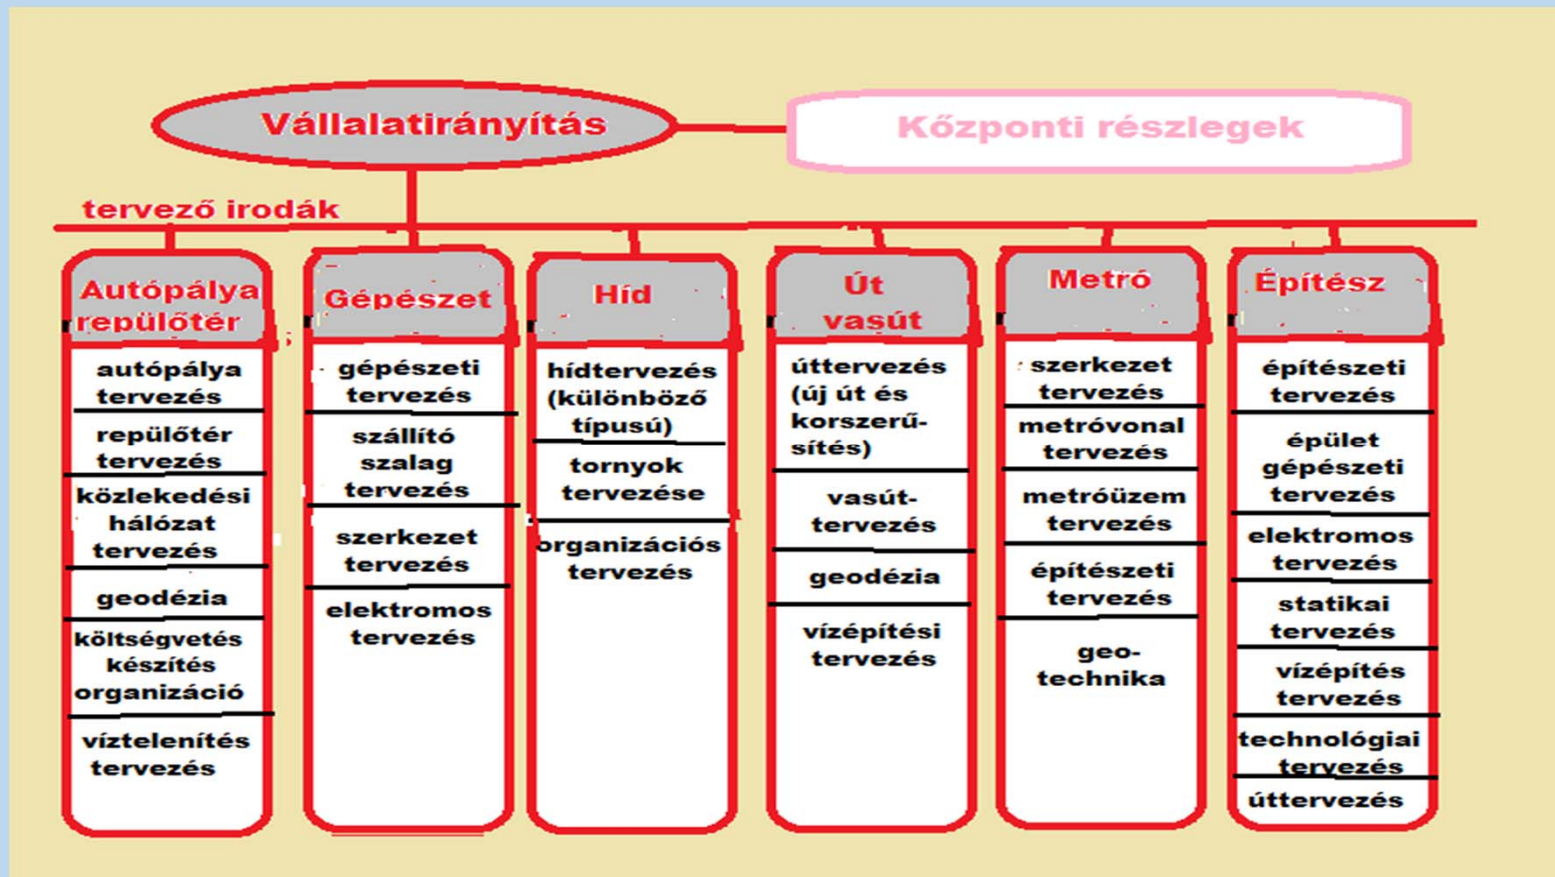 Vállalatirányítás
Kőzponti részlegek
tervező irodák
Autópálya
repülőtér
autópálya
tervezés
repülőtér
tervezés
közlekedési
hálózat
tervezés
geodézia
költségvetés
készítés
organizáció
víztelenítés
tervezés
Gépészet
gépészeti
tervezés
szállító
szalag
tervezés
szerkezet
tervezés
elektromos
tervezés
Híd
hídtervezés
(különböző
típusú)
tornyok
tervezése
organizációs
tervezés
Út
vasút
úttervezés
(új út és
korszerű-
sítés)
vasút-
tervezés
geodézia
vízépítési
tervezés
Metró
szerkezet
tervezés
metróvonal
tervezés
metróüzem
tervezés
építészeti
tervezés
geo-
technika
Építész
építészeti
tervezés
épület
gépészeti
tervezés
elektromos
tervezés
statikai
tervezés
vízépítés
tervezés
technológiai
tervezés
úttervezés